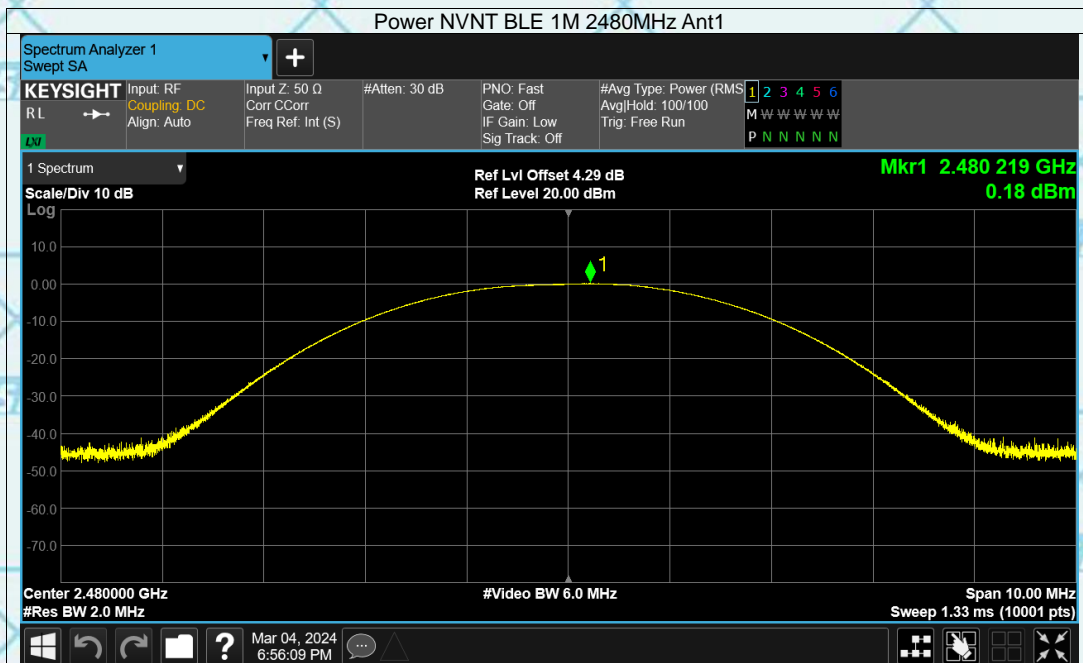 Power NVNT BLE 1M 2480MHz Ant1
Spectrum Analyzer 1
Swept SA
KEYSIGHT
RL
LXI
Input: RF
Coupling: DC
Align: Auto
Input Z: 50 Ω
Corr CCorr
Freq Ref: Int (S)
#Atten: 30 dB
PNO: Fast
Gate: Off
IF Gain: Low
Sig Track: Off
#Avg Type: Power (RMS
Avg|Hold: 100/100
Trig: Free Run
1 2 3 4 5 6
M W W W W W
P N N N N N
1 Spectrum
Scale/Div 10 dB
Log
Ref Lvl Offset 4.29 dB
Ref Level 20.00 dBm
Mkr1 2.480 219 GHz
0.18 dBm
1
10.0
0.00
-10.0
-20.0
-30.0
-40.0
-50.0
-60.0
-70.0
Center 2.480000 GHz
#Res BW 2.0 MHz
#Video BW 6.0 MHz
Span 10.00 MHz
Sweep 1.33 ms (10001 pts)
Mar 04, 2024
6:56:09 PM